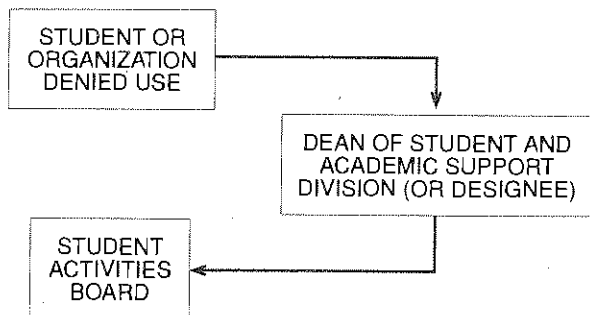 STUDENT OR
ORGANIZATION
DENIED USE
DEAN OF STUDENT AND
ACADEMIC SUPPORT
DIVISION (OR DESIGNEE)
STUDENT
ACTIVITIES
BOARD